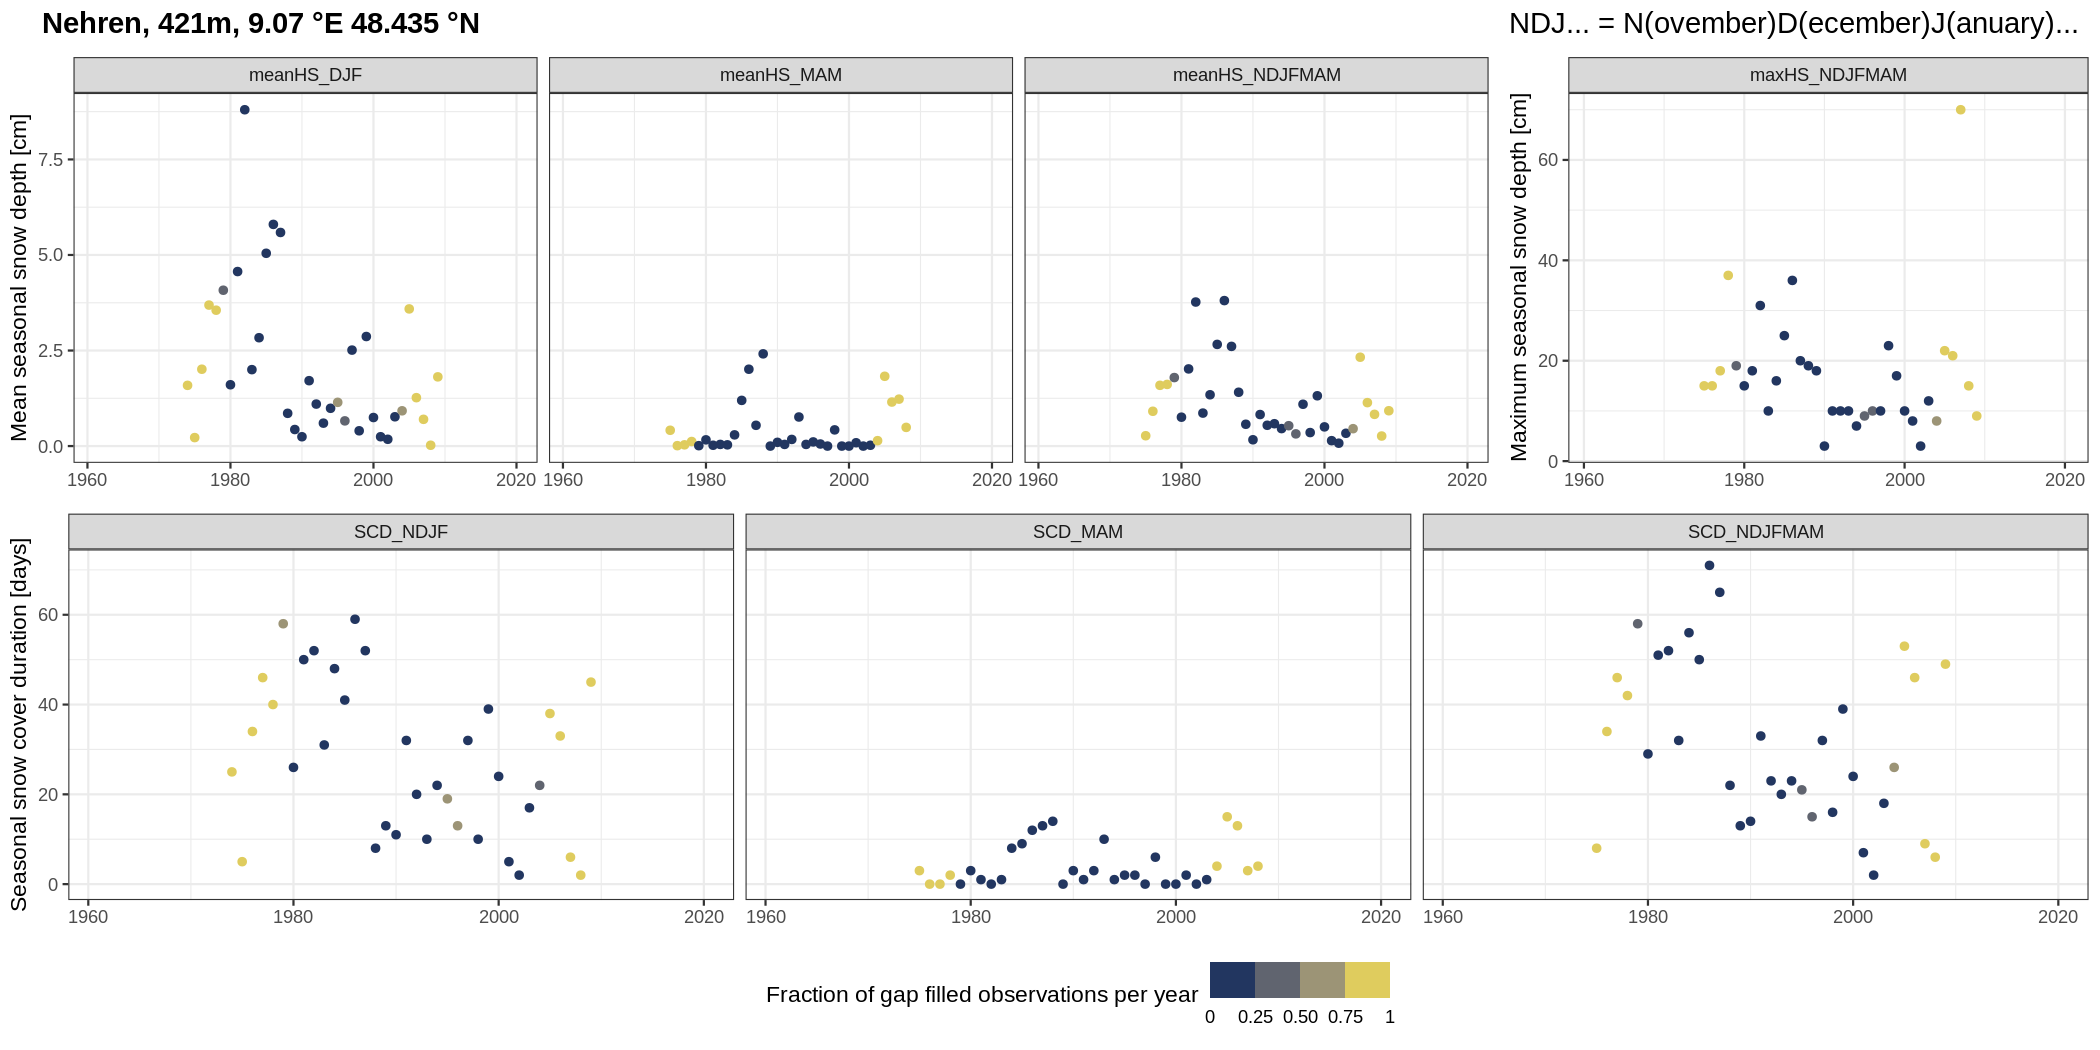 Nehren, 421m, 9.07 °E 48.435 °N
NDJ... = N(ovember)D(ecember)J(anuary)...
meanHS_DJF
meanHS_MAM
meanHS_NDJFMAM
maxHS_NDJFMAM
Mean seasonal snow depth [cm]
7.5
5.0
2.5
0.0
1960 1980 2000 2020
1960 1980 2000 2020
1960 1980 2000 2020
Maximum seasonal snow depth [cm]
60
40
20
0
1960 1980 2000 2020
SCD_NDJF
SCD_MAM
SCD_NDJFMAM
Seasonal snow cover duration [days]
60
40
20
0
1960 1980 2000 2020
1960 1980 2000 2020
1960 1980 2000 2020
Fraction of gap filled observations per year
0 0.25 0.50 0.75 1